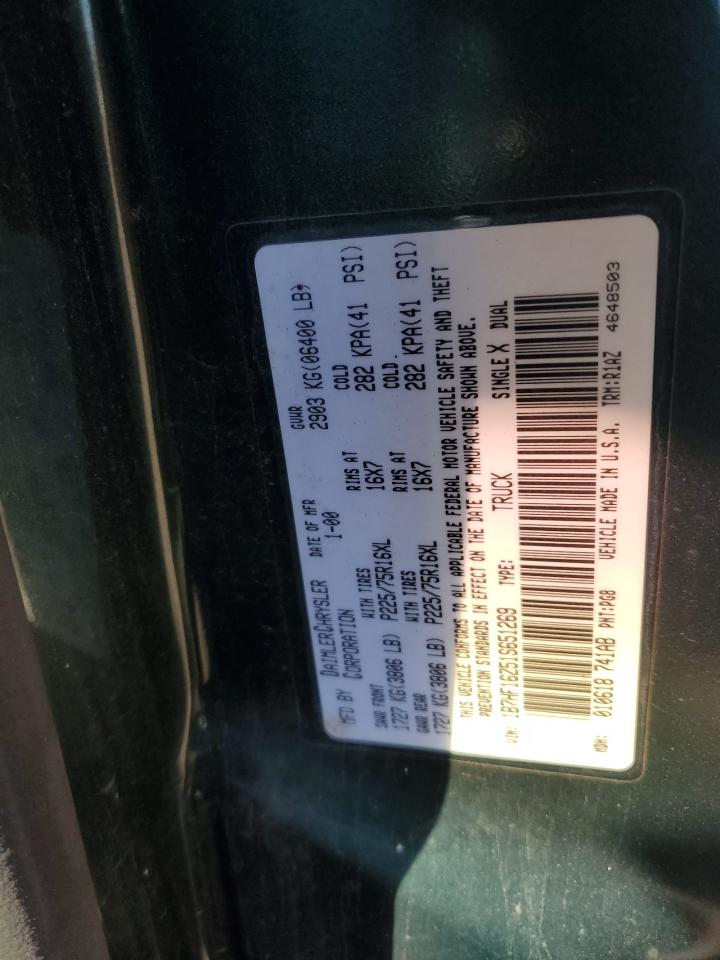 MFD BY DAIMLERCHRYSLER CORPORATION DATE OF MFR 1-00 GVWR 2903 KG(06400 LB)
GAWR FRONT WITH TIRES RIMS AT COLD
1727 KG(3806 LB) P225/75R16XL 16X7 282 KPA(41 PSI)
GAWR REAR WITH TIRES RIMS AT COLD
1727 KG(3806 LB) P225/75R16XL 16X7 282 KPA(41 PSI)
THIS VEHICLE CONFORMS TO ALL APPLICABLE FEDERAL MOTOR VEHICLE SAFETY AND THEFT
PREVENTION STANDARDS IN EFFECT ON THE DATE OF MANUFACTURE SHOWN ABOVE.
VIN: 1B7HF16Z51S651269 TYPE: TRUCK SINGLE X DUAL
MDH: 010618 741AB PNT:PG8 VEHICLE MADE IN U.S.A. TRM:R1AZ 4648503